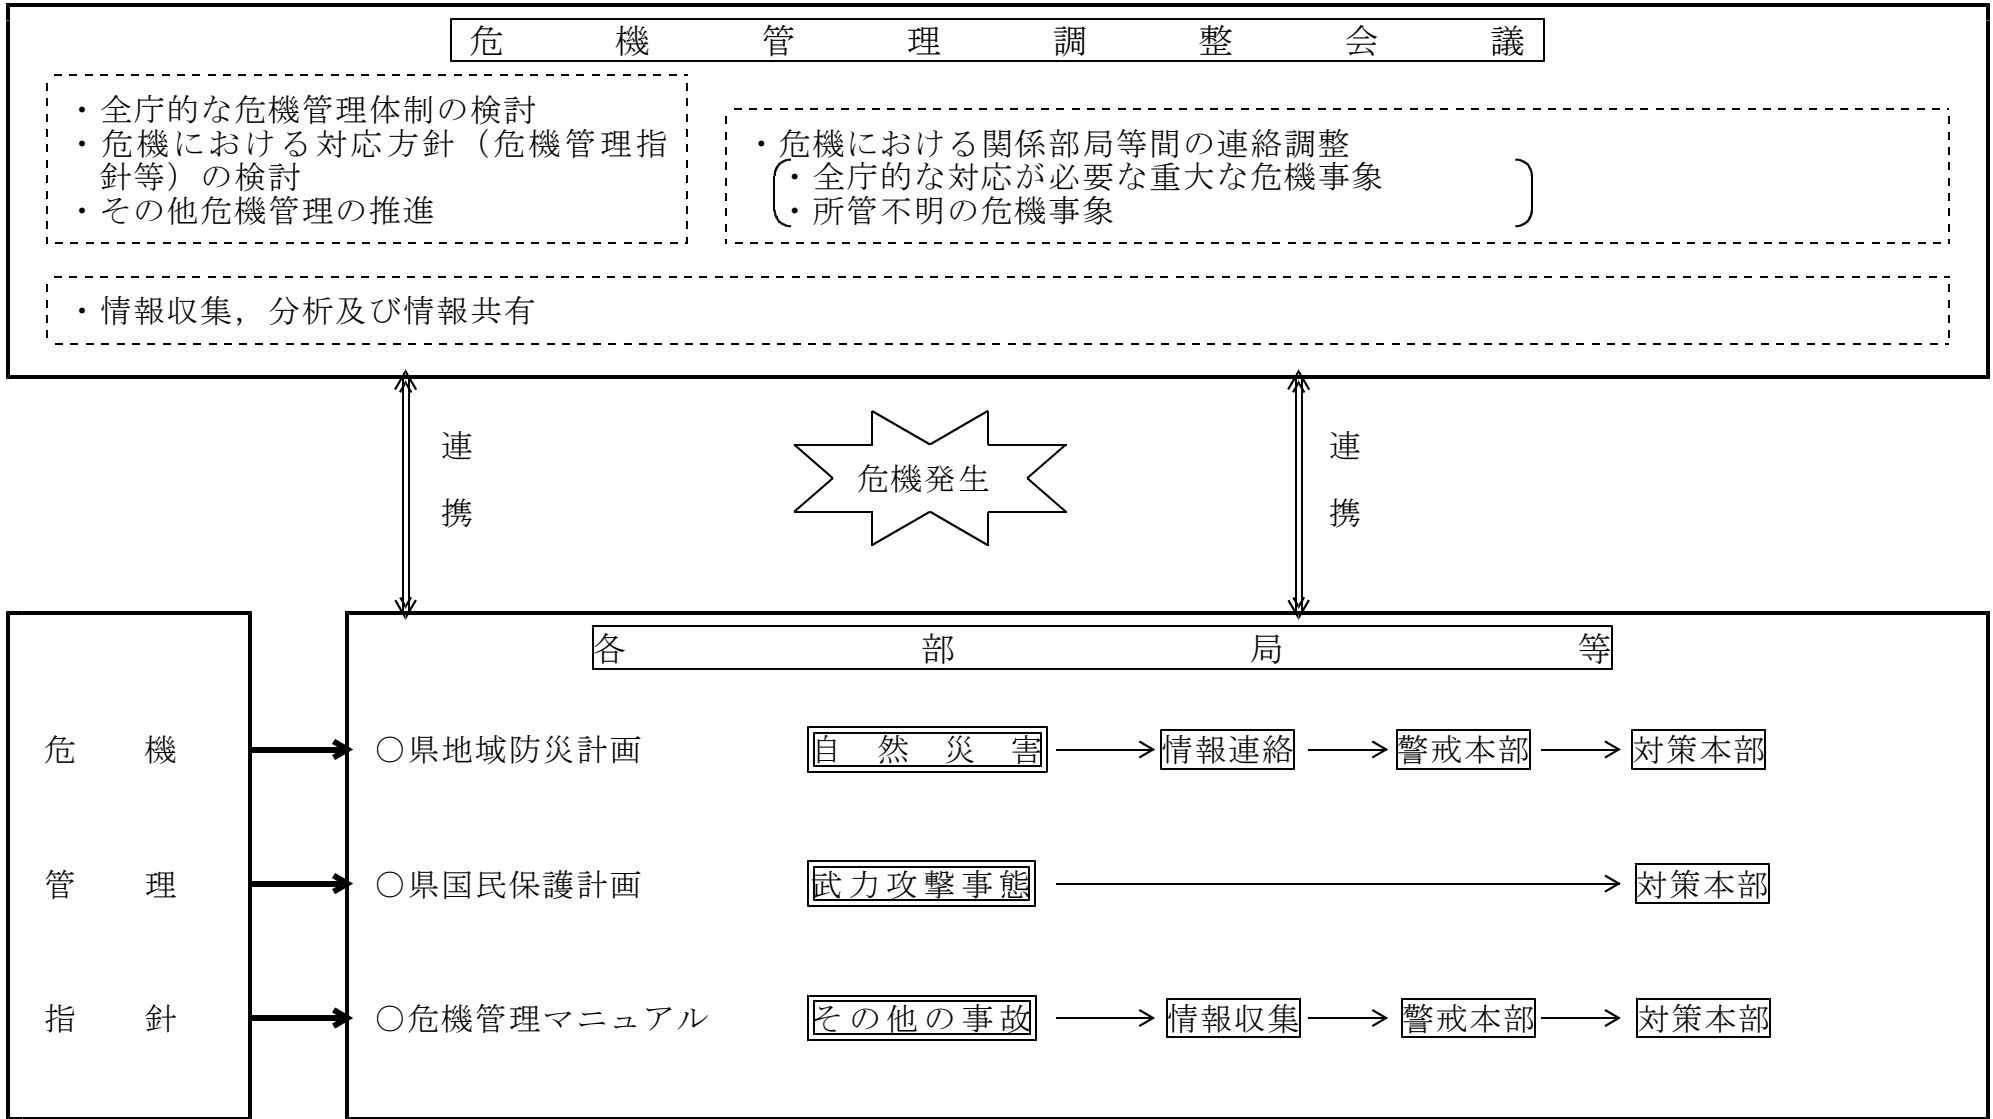 危機管理調整会議
・全庁的な危機管理体制の検討
・危機における対応方針（危機管理指
針等）の検討
・その他危機管理の推進
・危機における関係部局等間の連絡調整
・全庁的な対応が必要な重大な危機事象
・所管不明の危機事象
・情報収集，分析及び情報共有
連携
危機発生
連携
各部局等
危機
管理
指針
○県地域防災計画 自然災害 情報連絡 警戒本部 対策本部
○県国民保護計画 武力攻撃事態 対策本部
○危機管理マニュアル その他の事故 情報収集 警戒本部 対策本部